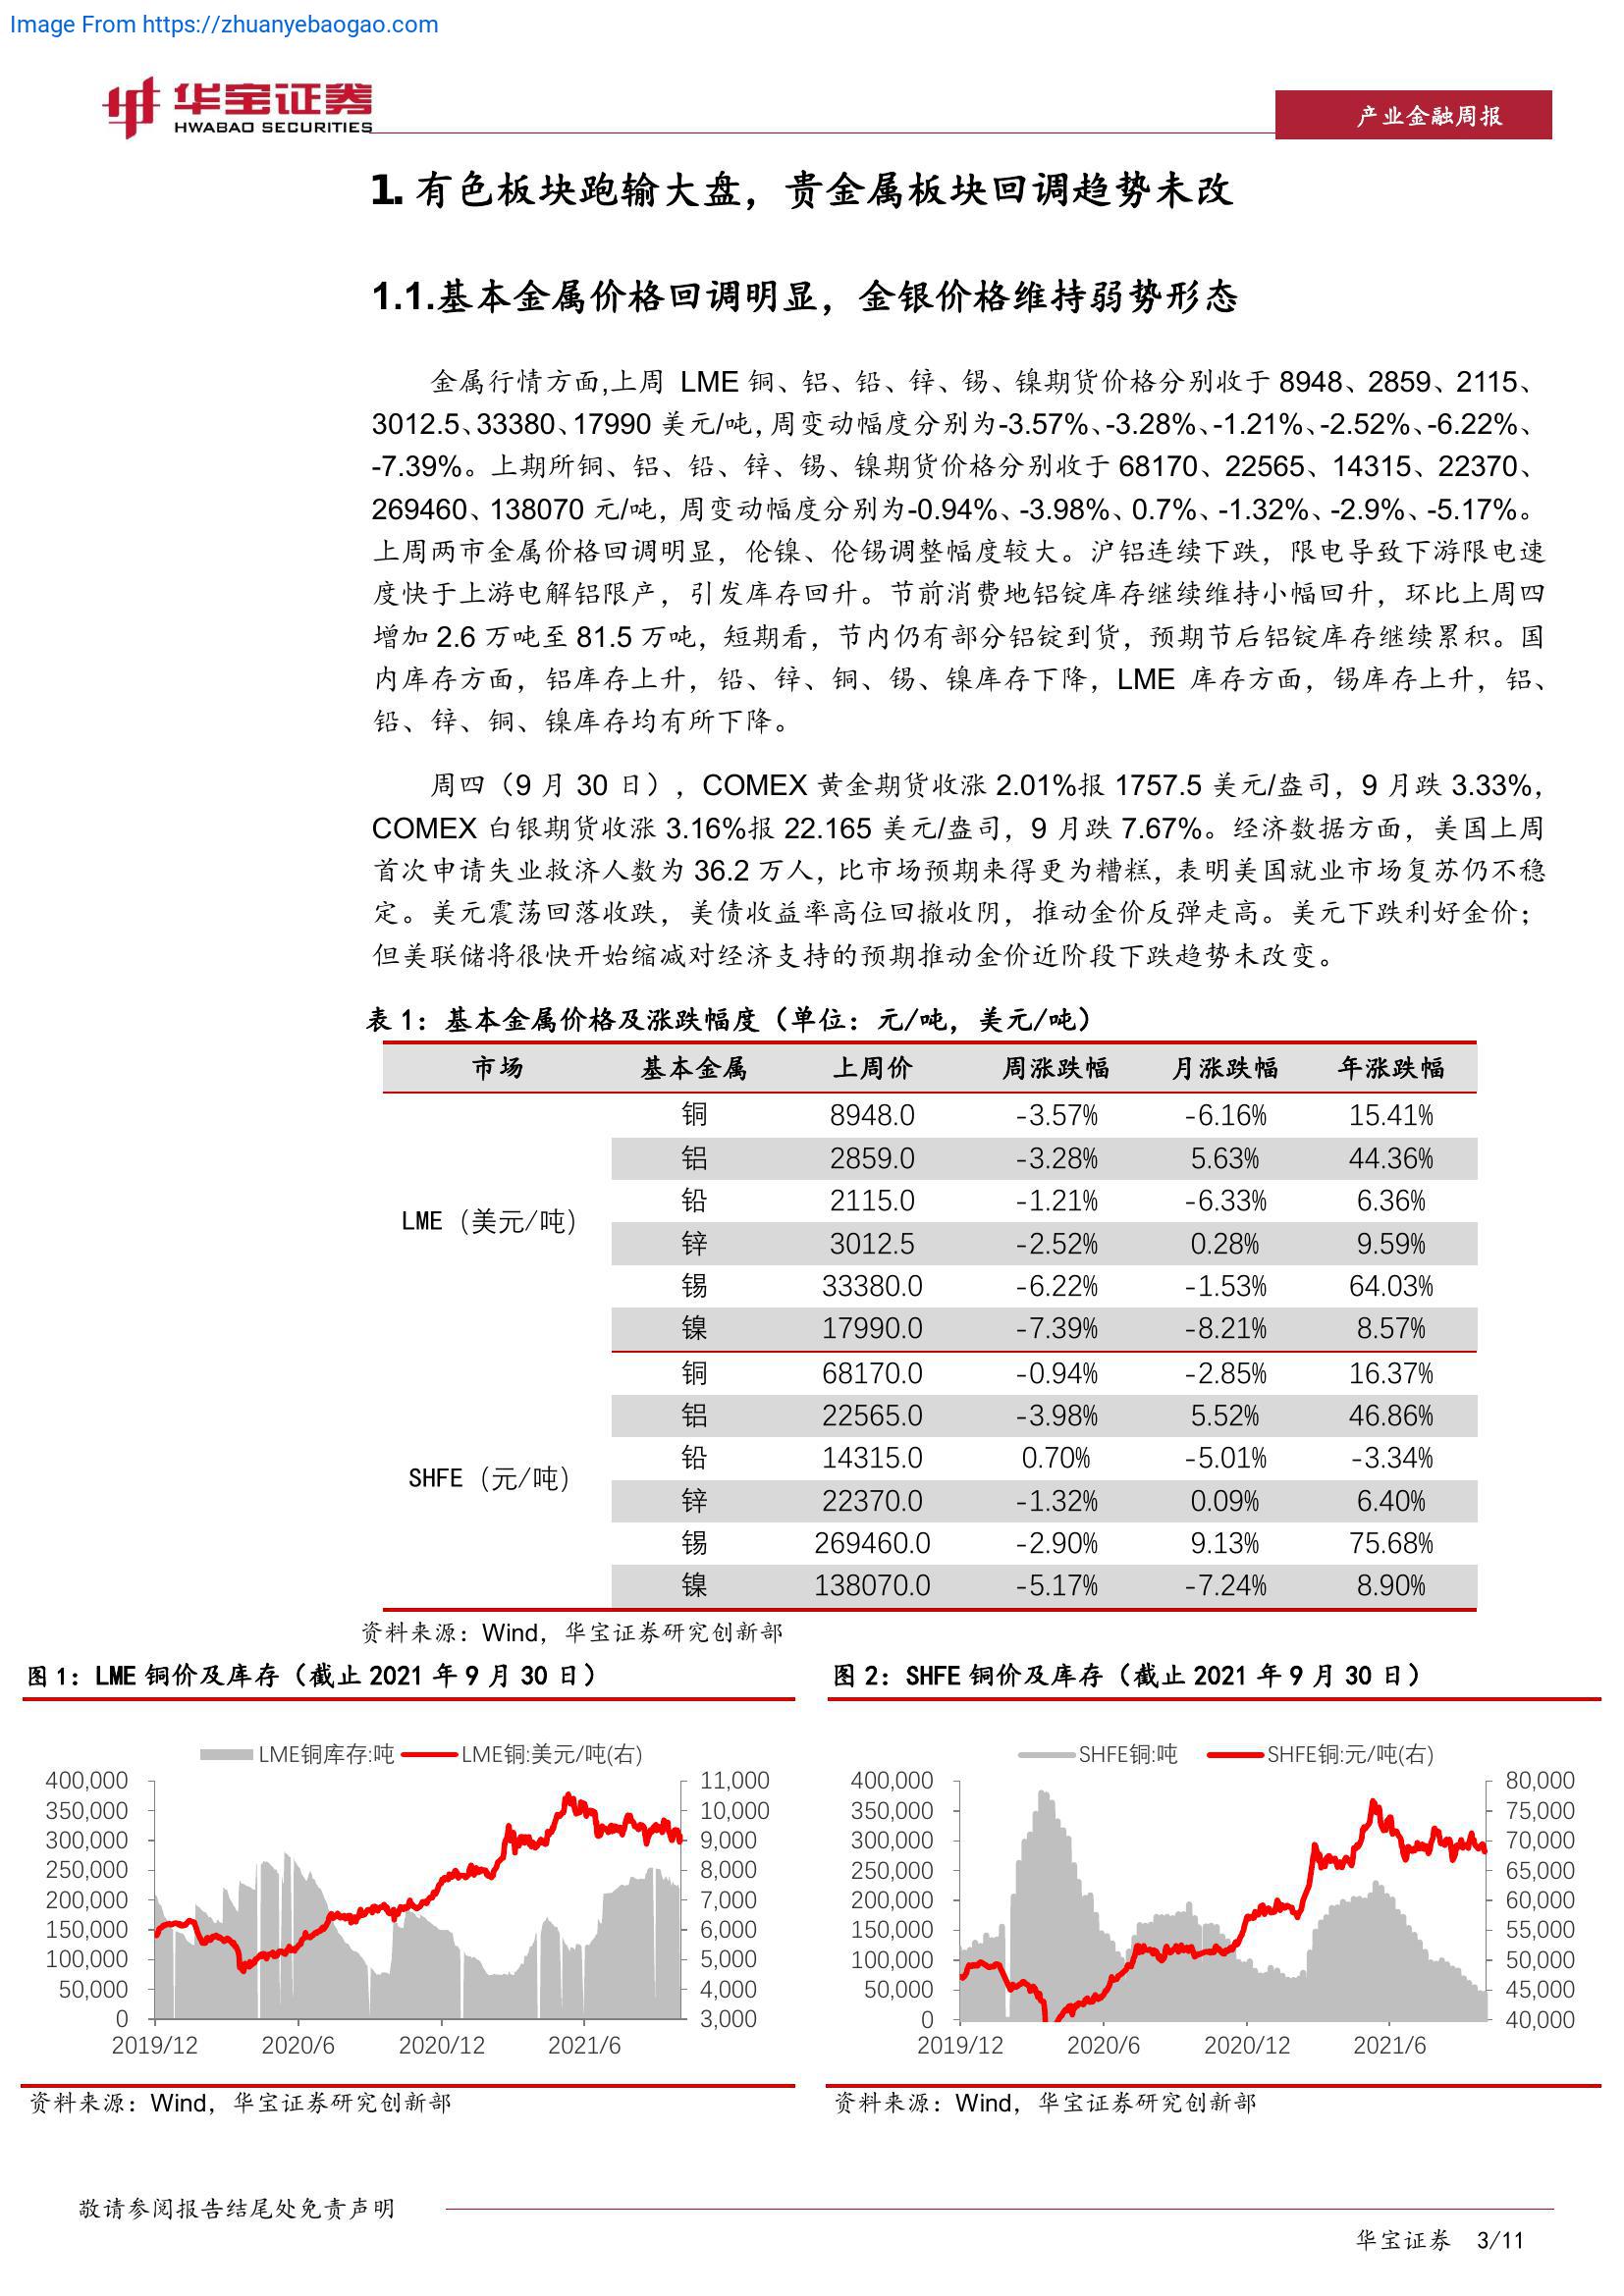 Image From https://zhuanyebaogao.com
华宝证券
HWABAO SECURITIES
产业金融周报
1. 有色板块跑输大盘，贵金属板块回调趋势未改
1.1.基本金属价格回调明显，金银价格维持弱势形态
金属行情方面,上周 LME 铜、铝、铅、锌、锡、镍期货价格分别收于 8948、2859、2115、
3012.5、33380、17990 美元/吨，周变动幅度分别为-3.57%、-3.28%、-1.21%、-2.52%、-6.22%、
-7.39%。上期所铜、铝、铅、锌、锡、镍期货价格分别收于 68170、22565、14315、22370、
269460、138070 元/吨，周变动幅度分别为-0.94%、-3.98%、0.7%、-1.32%、-2.9%、-5.17%。
上周两市金属价格回调明显，伦镍、伦锡调整幅度较大。沪铝连续下跌，限电导致下游限电速
度快于上游电解铝限产，引发库存回升。节前消费地铝锭库存继续维持小幅回升，环比上周四
增加 2.6 万吨至 81.5 万吨，短期看，节内仍有部分铝锭到货，预期节后铝锭库存继续累积。国
内库存方面，铝库存上升，铅、锌、铜、锡、镍库存下降，LME 库存方面，锡库存上升，铝、
铅、锌、铜、镍库存均有所下降。
周四（9 月 30 日），COMEX 黄金期货收涨 2.01%报 1757.5 美元/盎司，9 月跌 3.33%，
COMEX 白银期货收涨 3.16%报 22.165 美元/盎司，9 月跌 7.67%。经济数据方面，美国上周
首次申请失业救济人数为 36.2 万人，比市场预期来得更为糟糕，表明美国就业市场复苏仍不稳
定。美元震荡回落收跌，美债收益率高位回撤收阴，推动金价反弹走高。美元下跌利好金价；
但美联储将很快开始缩减对经济支持的预期推动金价近阶段下跌趋势未改变。
表 1：基本金属价格及涨跌幅度（单位：元/吨，美元/吨）
市场 基本金属 上周价 周涨跌幅 月涨跌幅 年涨跌幅
铜 8948.0 -3.57% -6.16% 15.41%
铝 2859.0 -3.28% 5.63% 44.36%
铅 2115.0 -1.21% -6.33% 6.36%
LME（美元/吨）
锌 3012.5 -2.52% 0.28% 9.59%
锡 33380.0 -6.22% -1.53% 64.03%
镍 17990.0 -7.39% -8.21% 8.57%
铜 68170.0 -0.94% -2.85% 16.37%
铝 22565.0 -3.98% 5.52% 46.86%
铅 14315.0 0.70% -5.01% -3.34%
SHFE（元/吨）
锌 22370.0 -1.32% 0.09% 6.40%
锡 269460.0 -2.90% 9.13% 75.68%
镍 138070.0 -5.17% -7.24% 8.90%
资料来源：Wind，华宝证券研究创新部
图 1：LME 铜价及库存（截止 2021 年 9 月 30 日）
LME铜库存:吨 LME铜:美元/吨(右)
400,000 11,000
350,000 10,000
300,000 9,000
250,000 8,000
200,000 7,000
150,000 6,000
100,000 5,000
50,000 4,000
0 3,000
2019/12 2020/6 2020/12 2021/6
资料来源：Wind，华宝证券研究创新部
图 2：SHFE 铜价及库存（截止 2021 年 9 月 30 日）
SHFE铜:吨 SHFE铜:元/吨(右)
400,000 80,000
350,000 75,000
300,000 70,000
250,000 65,000
200,000 60,000
150,000 55,000
100,000 50,000
50,000 45,000
0 40,000
2019/12 2020/6 2020/12 2021/6
资料来源：Wind，华宝证券研究创新部
敬请参阅报告结尾处免责声明
华宝证券 3/11